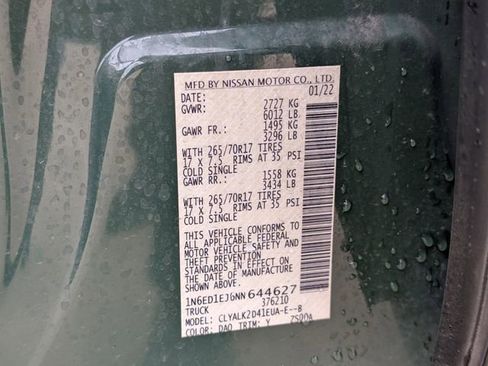 MFD BY NISSAN MOTOR CO., LTD.
DATE: 01/22
GVWR: 2727 KG
6012 LB
GAWR FR.: 1495 KG
3296 LB
WITH 265/70R17 TIRES
17 X 7.5 RIMS AT 35 PSI
COLD SINGLE
GAWR RR.: 1558 KG
3434 LB
WITH 265/70R17 TIRES
17 X 7.5 RIMS AT 35 PSI
COLD SINGLE
THIS VEHICLE CONFORMS TO
ALL APPLICABLE FEDERAL
MOTOR VEHICLE SAFETY AND
THEFT PREVENTION
STANDARDS IN EFFECT ON
THE DATE OF MANUFACTURE
SHOWN ABOVE.
1N6ED1EJ6NN644627
TRUCK 376210
MODEL: CLYALK2D41EUA-E--B
COLOR: DAQ TRIM: Y